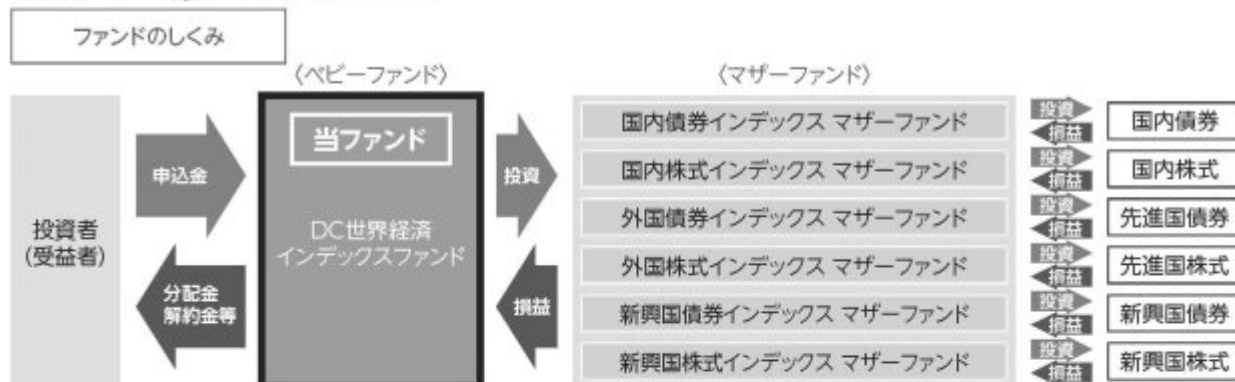 ファンドのしくみ
〈ベビーファンド〉
〈マザーファンド〉
投資者
(受益者)
申込金
分配金
解約金等
当ファンド
DC世界経済
インデックスファンド
投資
損益
国内債券インデックス マザーファンド
投資
損益
国内債券
国内株式インデックス マザーファンド
投資
損益
国内株式
外国債券インデックス マザーファンド
投資
損益
先進国債券
外国株式インデックス マザーファンド
投資
損益
先進国株式
新興国債券インデックス マザーファンド
投資
損益
新興国債券
新興国株式インデックス マザーファンド
投資
損益
新興国株式